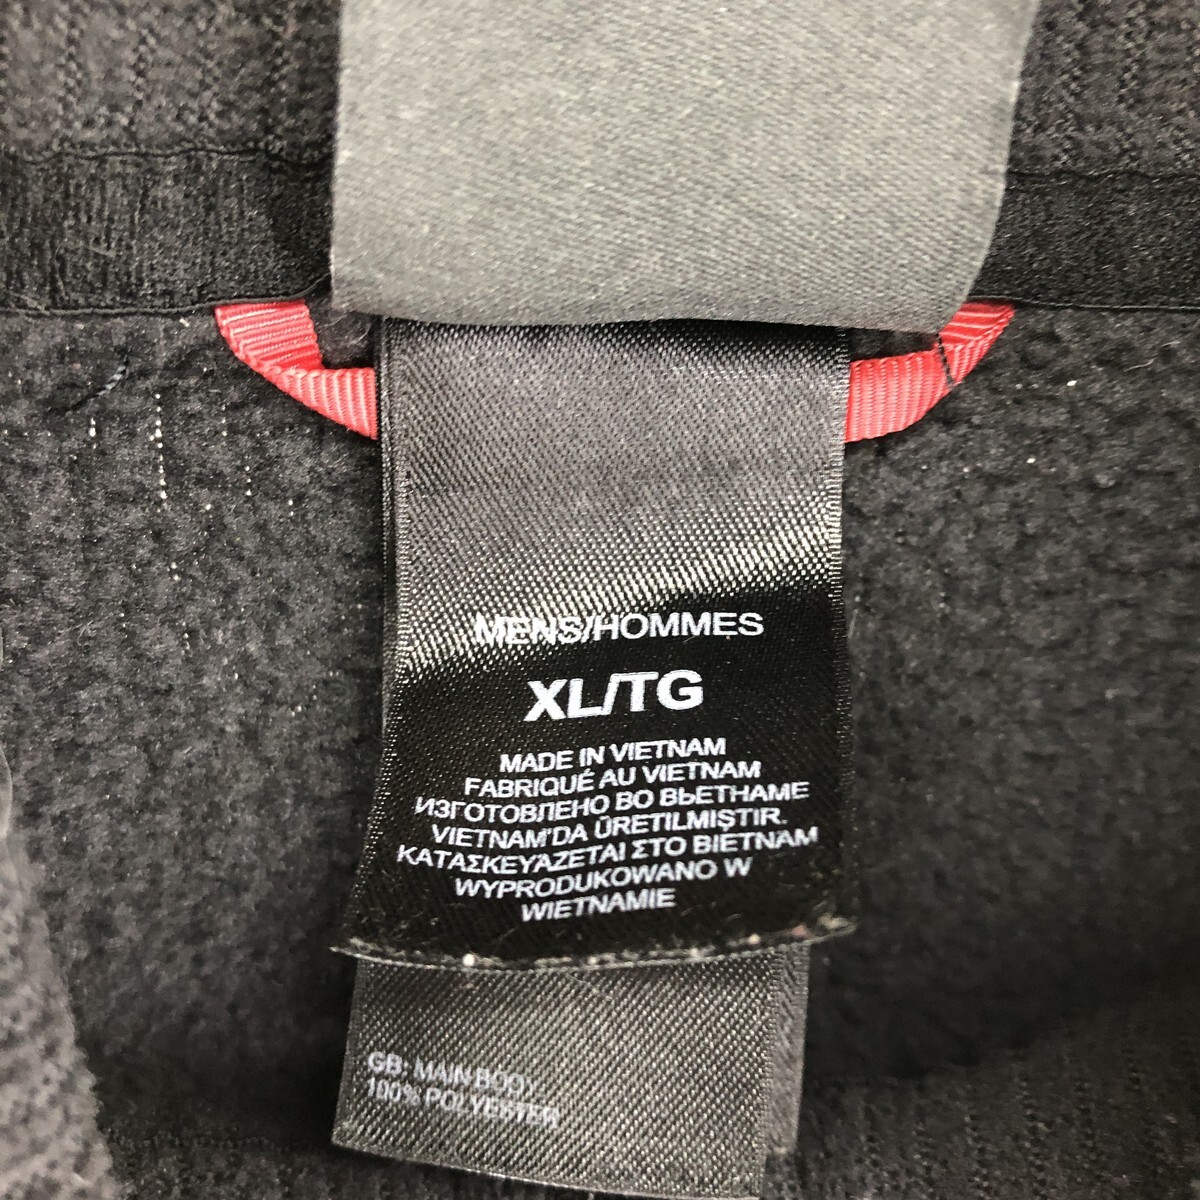 MENS/HOMMES
XL/TG
MADE IN VIETNAM
FABRIQUÉ AU VIETNAM
ИЗГОТОВЛЕНО ВО ВЬЕТНАМЕ
VIETNAM'DA ÜRETILMIŞTIR.
ΚΑΤΑΣΚΕΥΆΖΕΤΑΙ ΣΤΟ ΒΙΕΤΝΑΜ
WYPRODUKOWANO W
WIETNAMIE
GB: MAIN BODY
100% POLYESTER